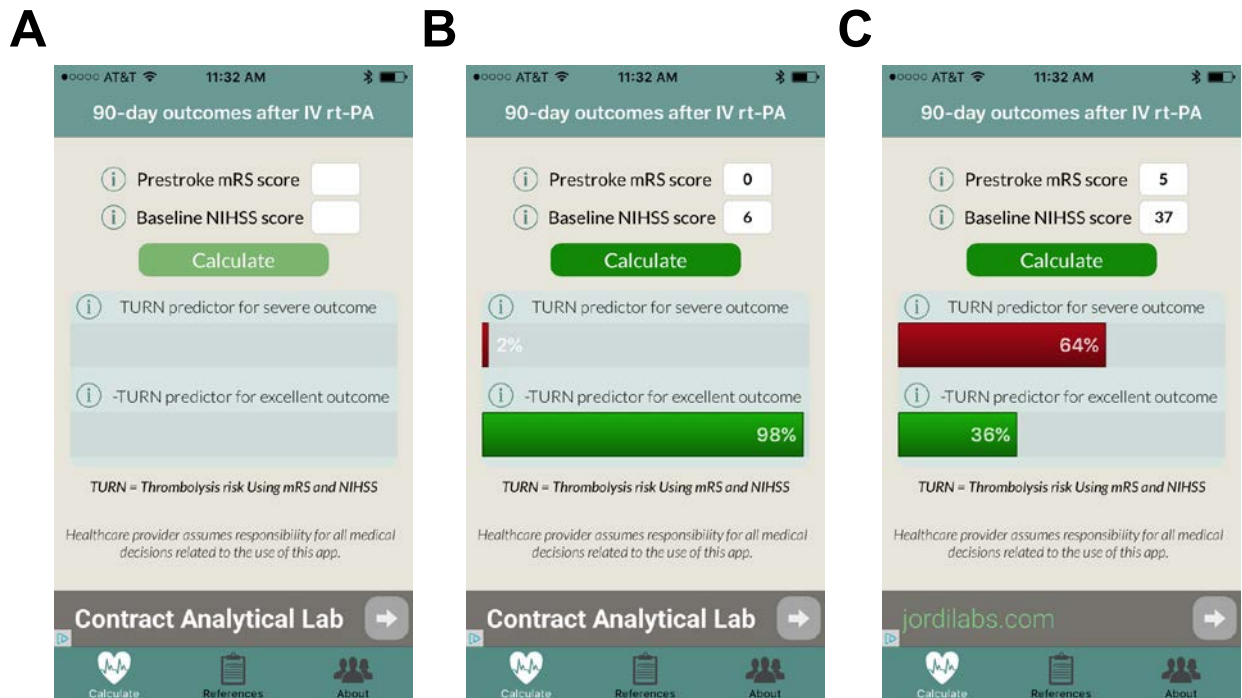 A
AT&T 11:32 AM
90-day outcomes after IV rt-PA
i Prestroke mRS score
i Baseline NIHSS score
Calculate
i TURN predictor for severe outcome
i -TURN predictor for excellent outcome
TURN = Thrombolysis risk Using mRS and NIHSS
Healthcare provider assumes responsibility for all medical
decisions related to the use of this app.
Contract Analytical Lab
Calculate References About
B
AT&T 11:32 AM
90-day outcomes after IV rt-PA
i Prestroke mRS score 0
i Baseline NIHSS score 6
Calculate
i TURN predictor for severe outcome
2%
i -TURN predictor for excellent outcome
98%
TURN = Thrombolysis risk Using mRS and NIHSS
Healthcare provider assumes responsibility for all medical
decisions related to the use of this app.
Contract Analytical Lab
Calculate References About
C
AT&T 11:32 AM
90-day outcomes after IV rt-PA
i Prestroke mRS score 5
i Baseline NIHSS score 37
Calculate
i TURN predictor for severe outcome
64%
i -TURN predictor for excellent outcome
36%
TURN = Thrombolysis risk Using mRS and NIHSS
Healthcare provider assumes responsibility for all medical
decisions related to the use of this app.
jordilabs.com
Calculate References About